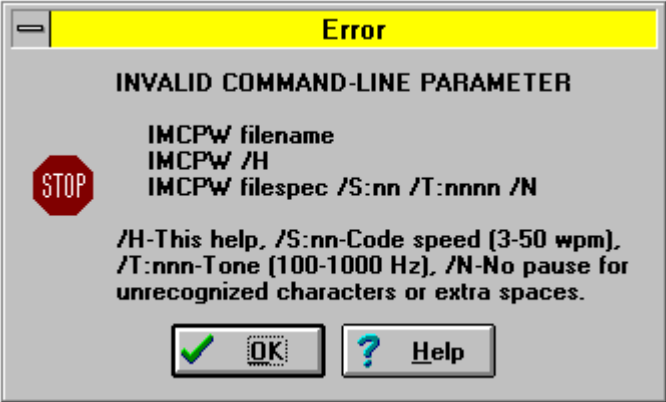 Error
INVALID COMMAND-LINE PARAMETER
IMCPW filename
IMCPW /H
IMCPW filespec /S:nn /T:nnnn /N
STOP
/H-This help, /S:nn-Code speed (3-50 wpm),
/T:nnn-Tone (100-1000 Hz), /N-No pause for
unrecognized characters or extra spaces.
OK
? Help